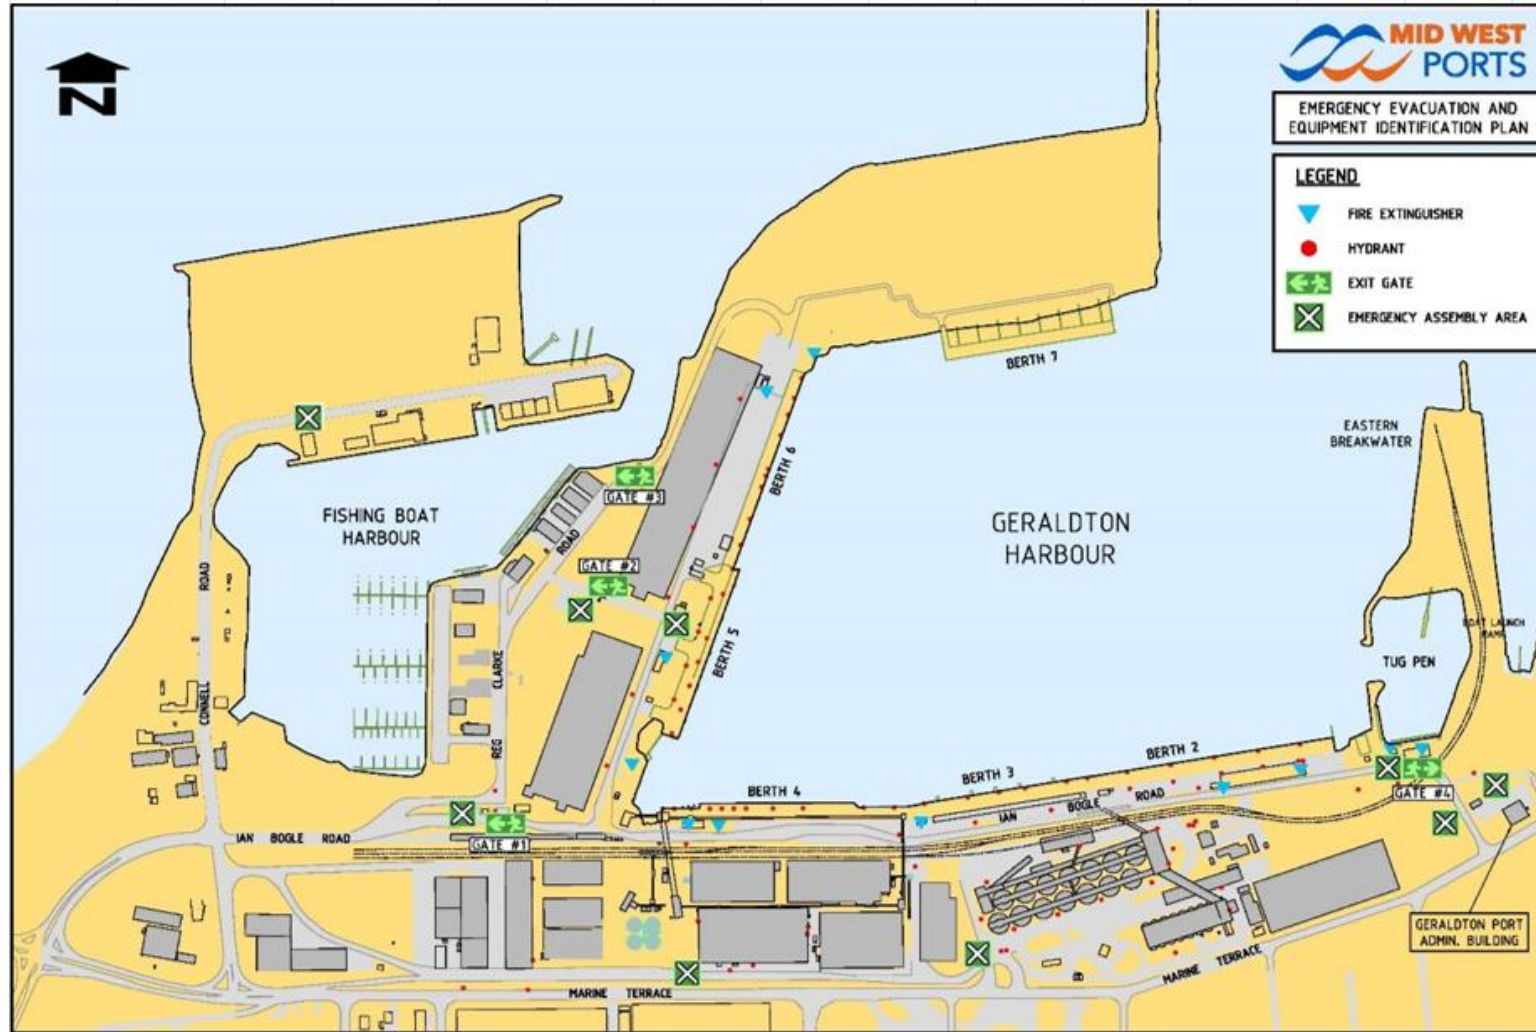 N
MID WEST
PORTS
EMERGENCY EVACUATION AND
EQUIPMENT IDENTIFICATION PLAN
LEGEND
FIRE EXTINGUISHER
HYDRANT
EXIT GATE
EMERGENCY ASSEMBLY AREA
BERTH 7
EASTERN
BREAKWATER
BERTH 6
GATE #3
FISHING BOAT
HARBOUR
GERALDTON
HARBOUR
ROAD
GATE #2
CONNELL ROAD
BOAT LAUNCH
RAMP
BERTH 5
TUG PEN
REG CLARKE
BERTH 2
BERTH 3
BERTH 4
IAN BOGLE ROAD
GATE #4
IAN BOGLE ROAD
GATE #1
GERALDTON PORT
ADMIN. BUILDING
MARINE TERRACE
MARINE TERRACE